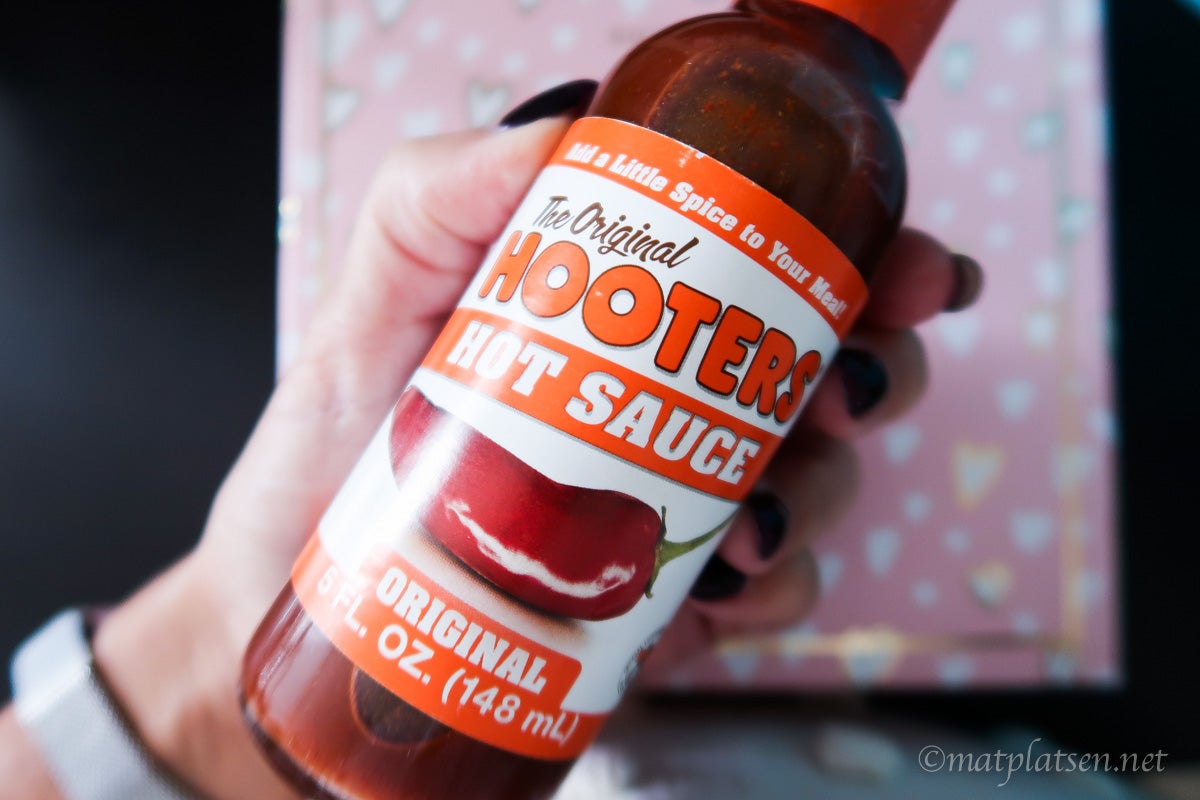 Add a Little Spice to Your Meal!
The Original
HOOTERS
HOT SAUCE
ORIGINAL
5 FL. OZ. (148 mL)
©matplatsen.net